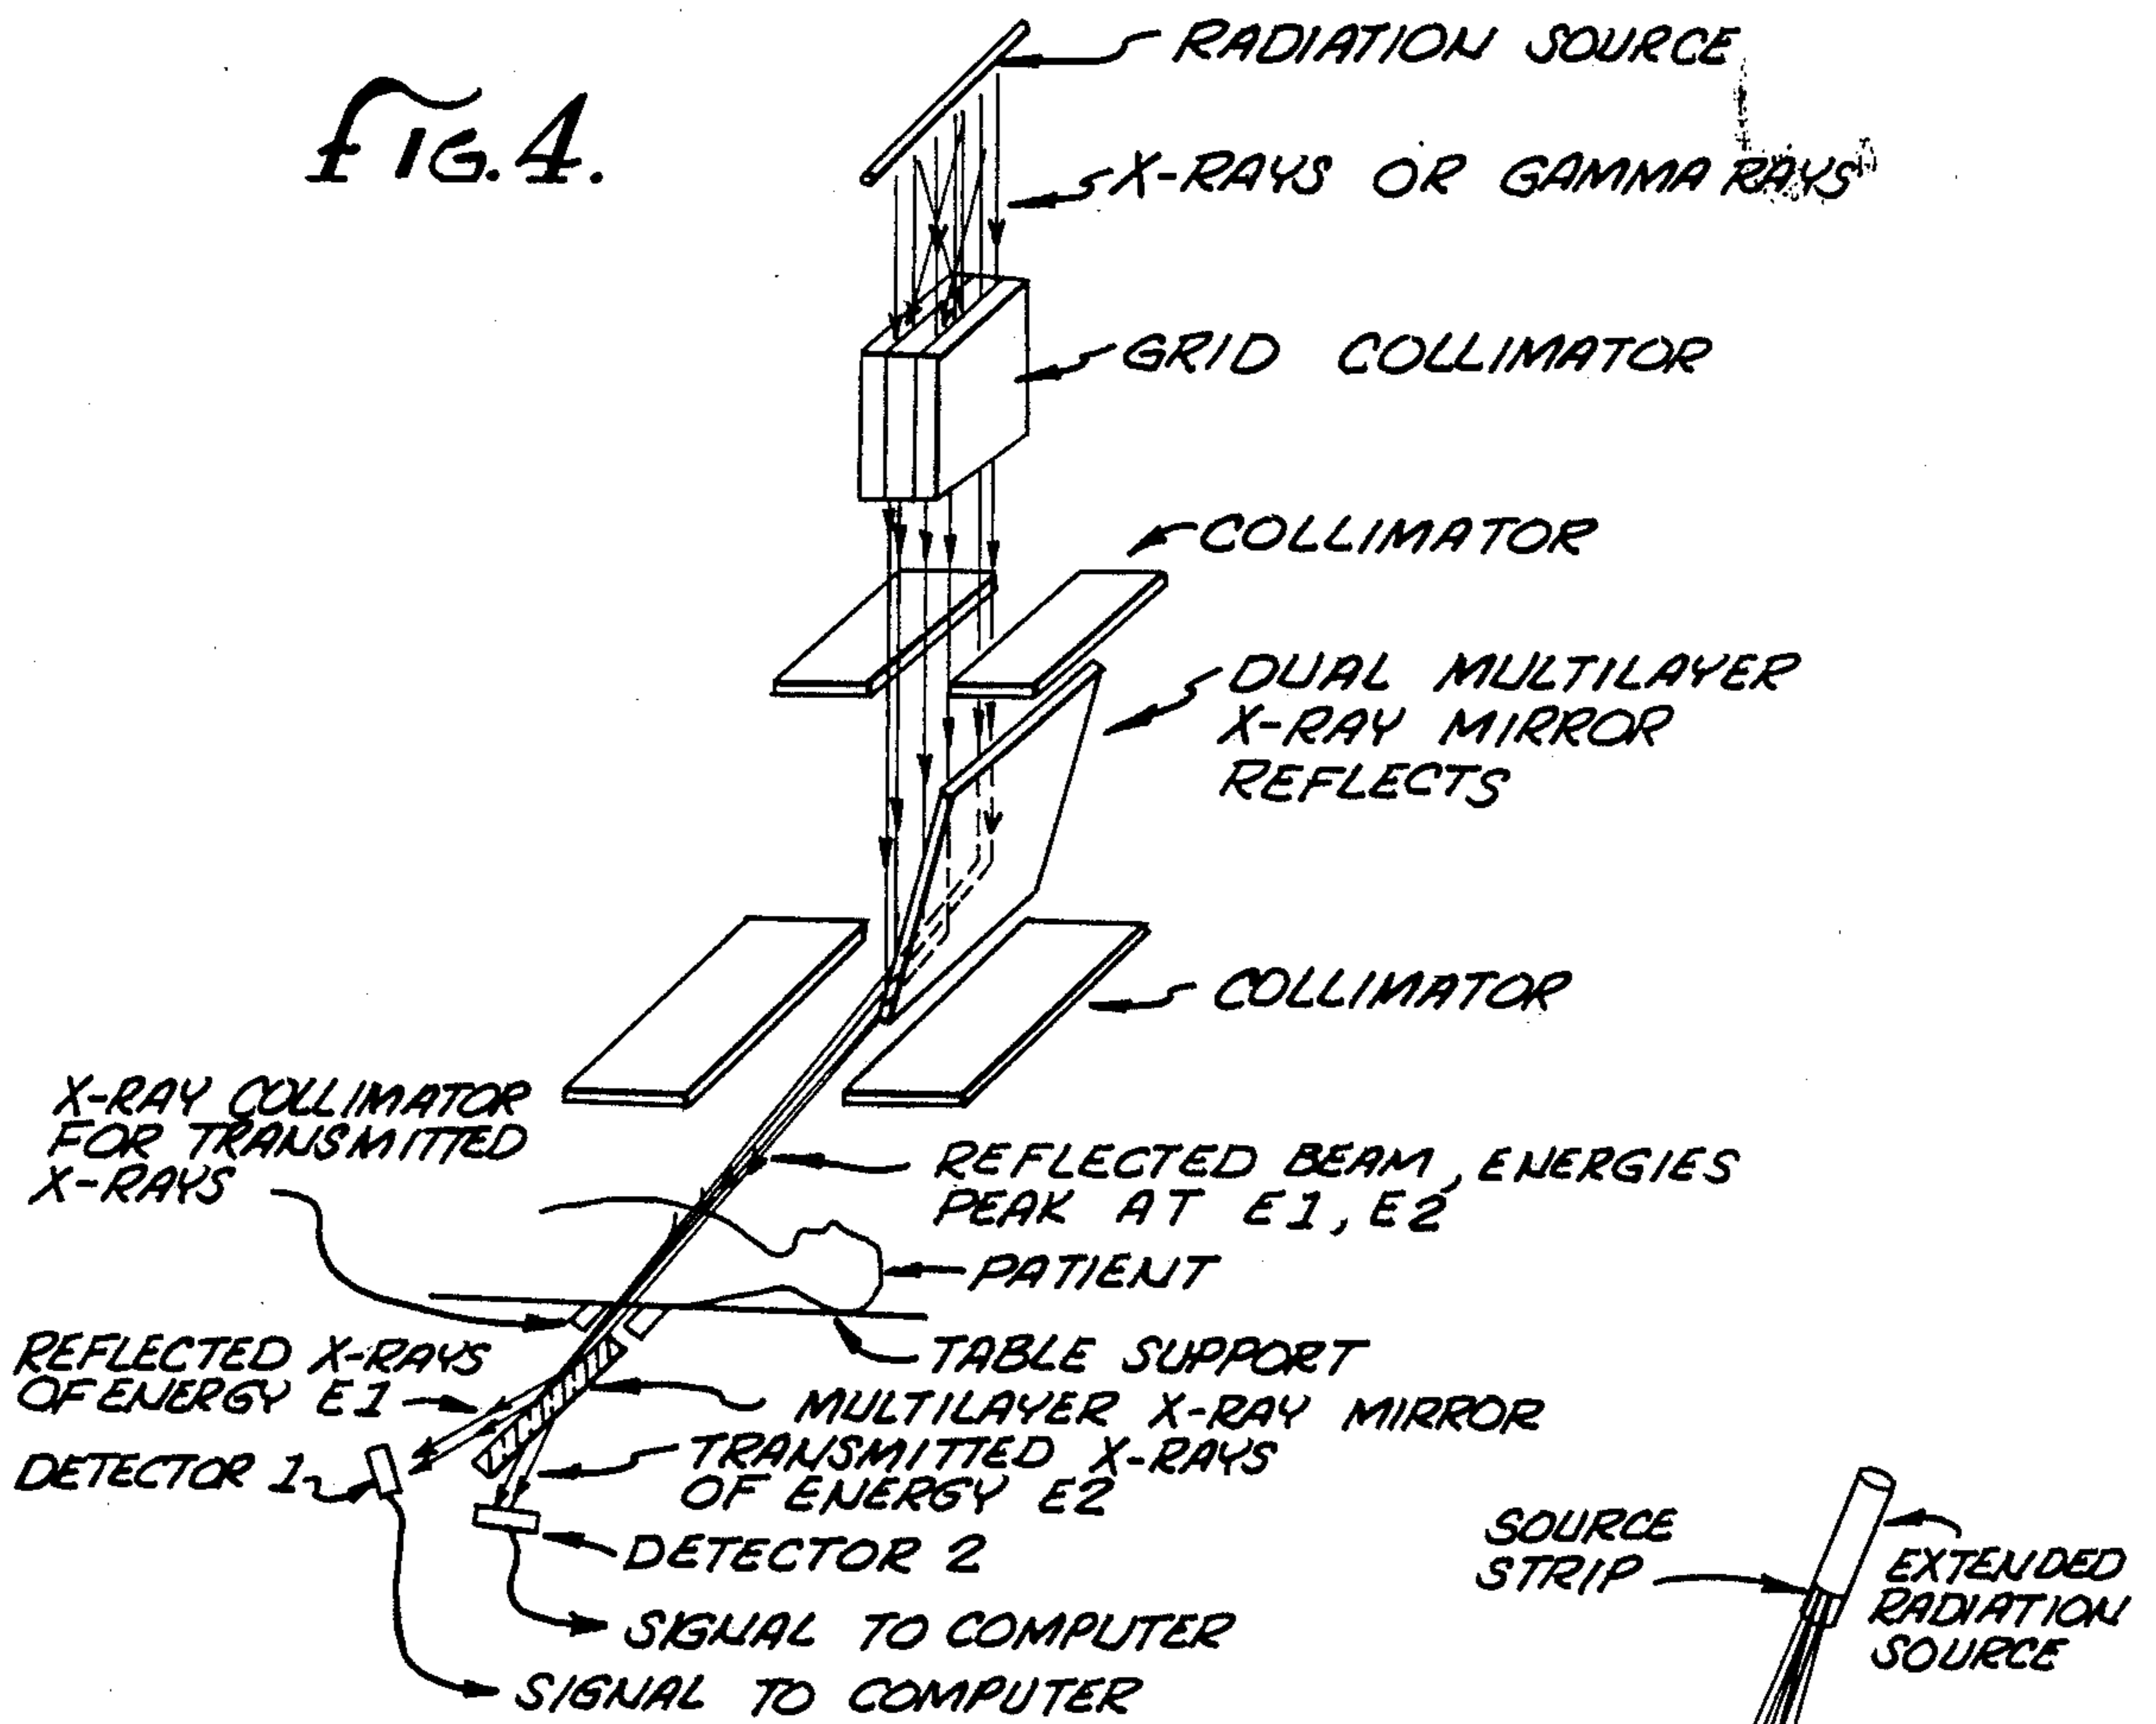 FIG. 4.
RADIATION SOURCE
X-RAYS OR GAMMA RAYS
GRID COLLIMATOR
COLLIMATOR
DUAL MULTILAYER
X-RAY MIRROR
REFLECTS
COLLIMATOR
X-RAY COLLIMATOR
FOR TRANSMITTED
X-RAYS
REFLECTED BEAM, ENERGIES
PEAK AT E1, E2
PATIENT
TABLE SUPPORT
REFLECTED X-RAYS
OF ENERGY E1
MULTILAYER X-RAY MIRROR
DETECTOR 1
TRANSMITTED X-RAYS
OF ENERGY E2
DETECTOR 2
SIGNAL TO COMPUTER
SIGNAL TO COMPUTER
SOURCE
STRIP
EXTENDED
RADIATION
SOURCE